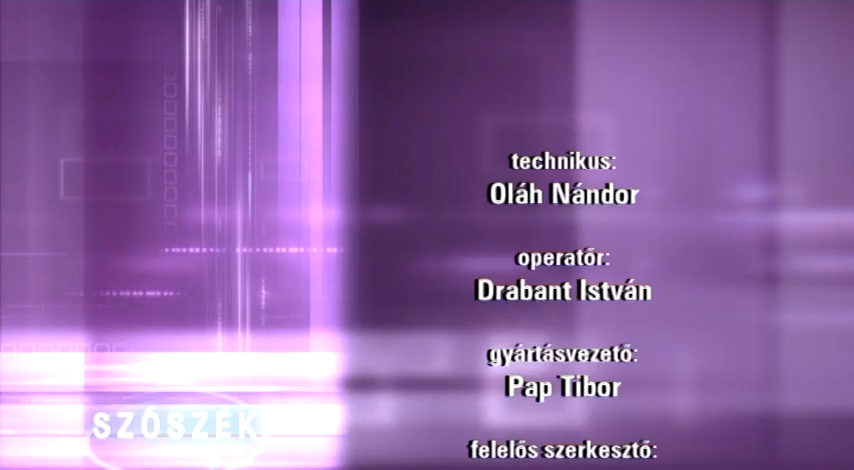 technikus:
Oláh Nándor
operatőr:
Drabant István
gyártásvezető:
Pap Tibor
felelős szerkesztő:
SZÓSZÉK